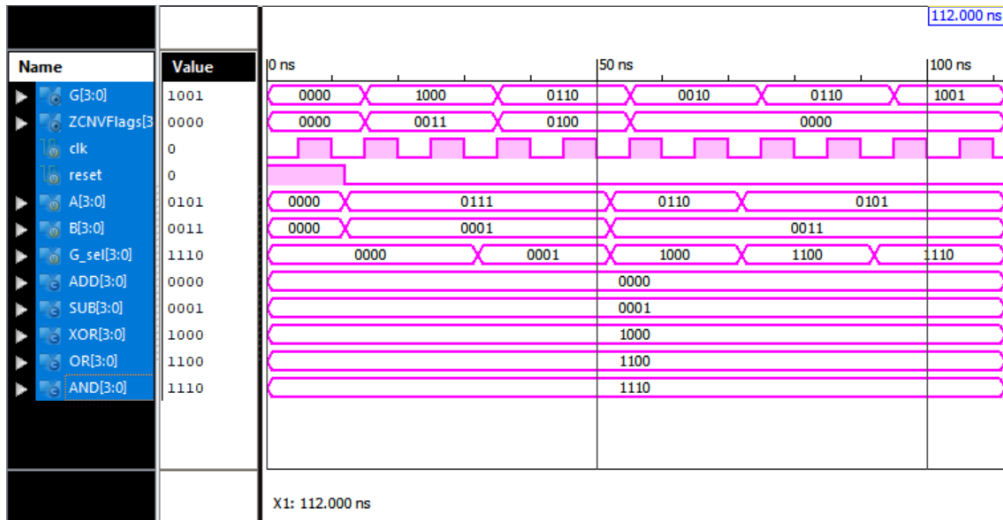 112.000 ns
Name Value 0 ns 50 ns 100 ns
G[3:0] 1001 0000 1000 0110 0010 0110 1001
ZCNVFlags[3 0000 0000 0011 0100 0000
clk 0
reset 0
A[3:0] 0101 0000 0111 0110 0101
B[3:0] 0011 0000 0001 0011
G_sel[3:0] 1110 0000 0001 1000 1100 1110
ADD[3:0] 0000 0000
SUB[3:0] 0001 0001
XOR[3:0] 1000 1000
OR[3:0] 1100 1100
AND[3:0] 1110 1110
X1: 112.000 ns